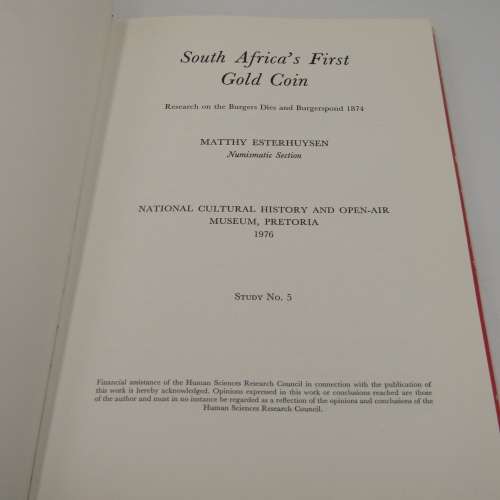 South Africa's First
Gold Coin
Research on the Burgers Dies and Burgerspond 1874
MATTHY ESTERHUYSEN
Numismatic Section
NATIONAL CULTURAL HISTORY AND OPEN-AIR
MUSEUM, PRETORIA
1976
STUDY NO. 5
Financial assistance of the Human Sciences Research Council in connection with the publication of
this work is hereby acknowledged. Opinions expressed in this work or conclusions reached are those
of the author and must in no instance be regarded as a reflection of the opinions and conclusions of the
Human Sciences Research Council.